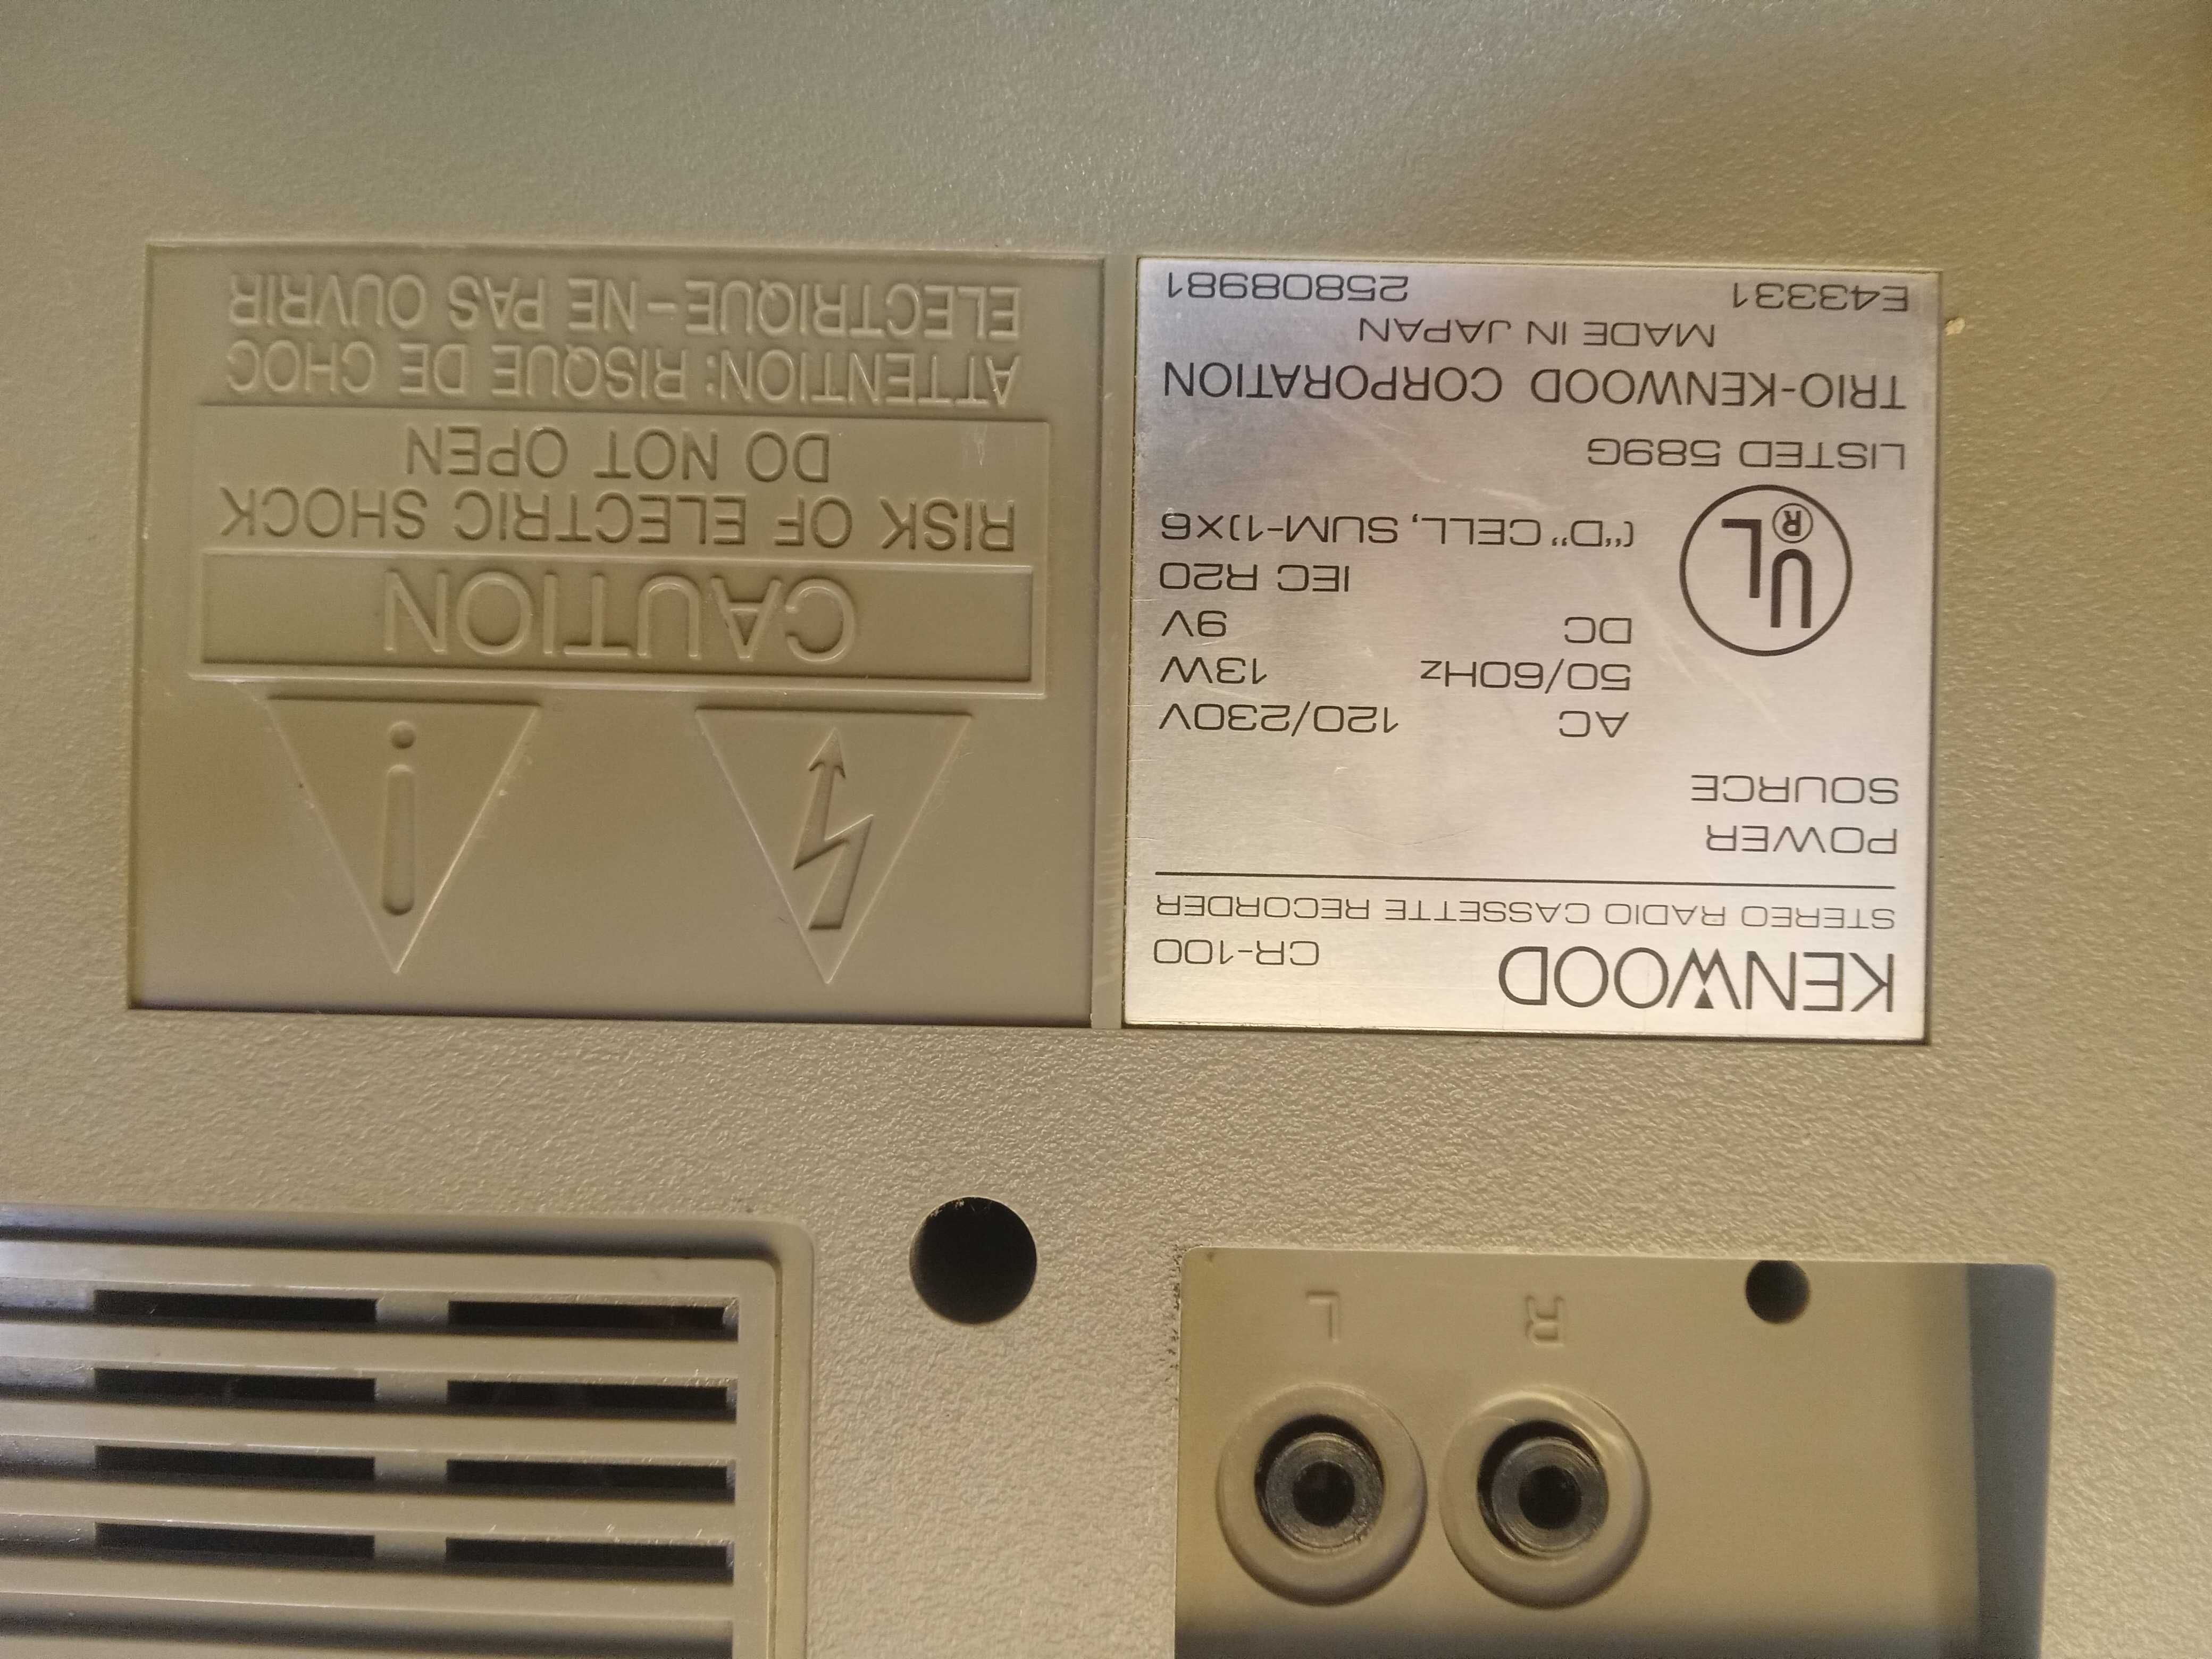 KENWOOD CR-100
STEREO RADIO CASSETTE RECORDER
POWER
SOURCE
AC 120/230V
50/60Hz 13W
DC 9V
IEC R20
("D" CELL, SUM-1)×6
UL®
LISTED 589G
TRIO-KENWOOD CORPORATION
MADE IN JAPAN
E43331 25808981
CAUTION
RISK OF ELECTRIC SHOCK
DO NOT OPEN
ATTENTION: RISQUE DE CHOC
ELECTRIQUE-NE PAS OUVRIR
R L